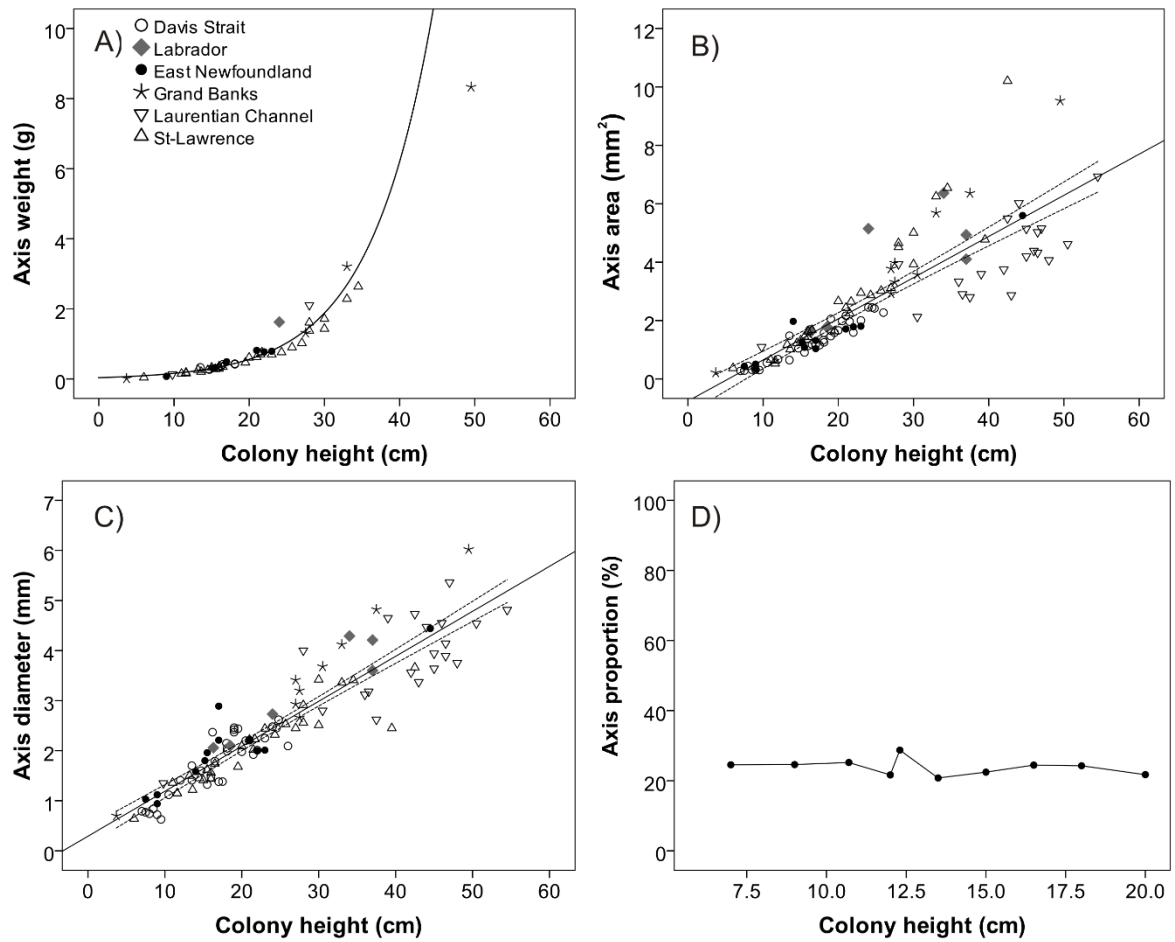 A)
Davis Strait
Labrador
East Newfoundland
Grand Banks
Laurentian Channel
St-Lawrence
Axis weight (g)
10
8
6
4
2
0
0 10 20 30 40 50 60
Colony height (cm)
B)
Axis area (mm²)
12
10
8
6
4
2
0
0 10 20 30 40 50 60
Colony height (cm)
C)
Axis diameter (mm)
7
6
5
4
3
2
1
0
0 10 20 30 40 50 60
Colony height (cm)
D)
Axis proportion (%)
100
80
60
40
20
0
7.5 10.0 12.5 15.0 17.5 20.0
Colony height (cm)